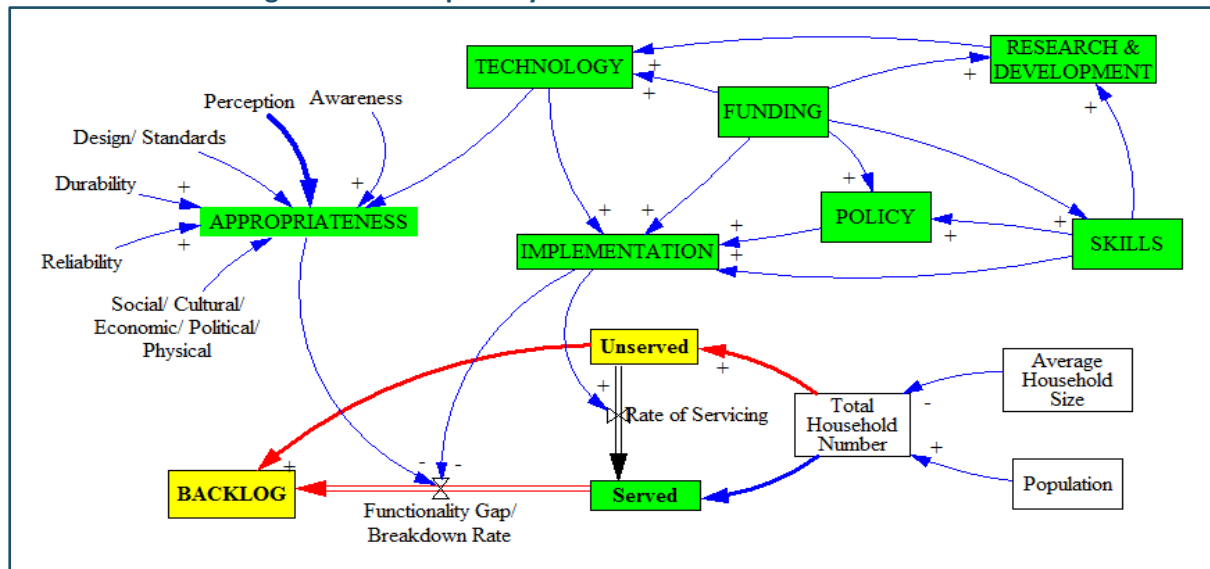 TECHNOLOGY
RESEARCH &
DEVELOPMENT
+
+
+
+
+
FUNDING
Perception
Awareness
Design/ Standards
Durability
+
+
APPROPRIATENESS
Reliability
+
Social/ Cultural/
Economic/ Political/
Physical
+
POLICY
+
+
SKILLS
+
+
+
+
IMPLEMENTATION
Unserved
+
+
Rate of Servicing
Total
Household
Number
Average
Household
Size
-
+
Population
-
-
+
BACKLOG
Served
Functionality Gap/
Breakdown Rate